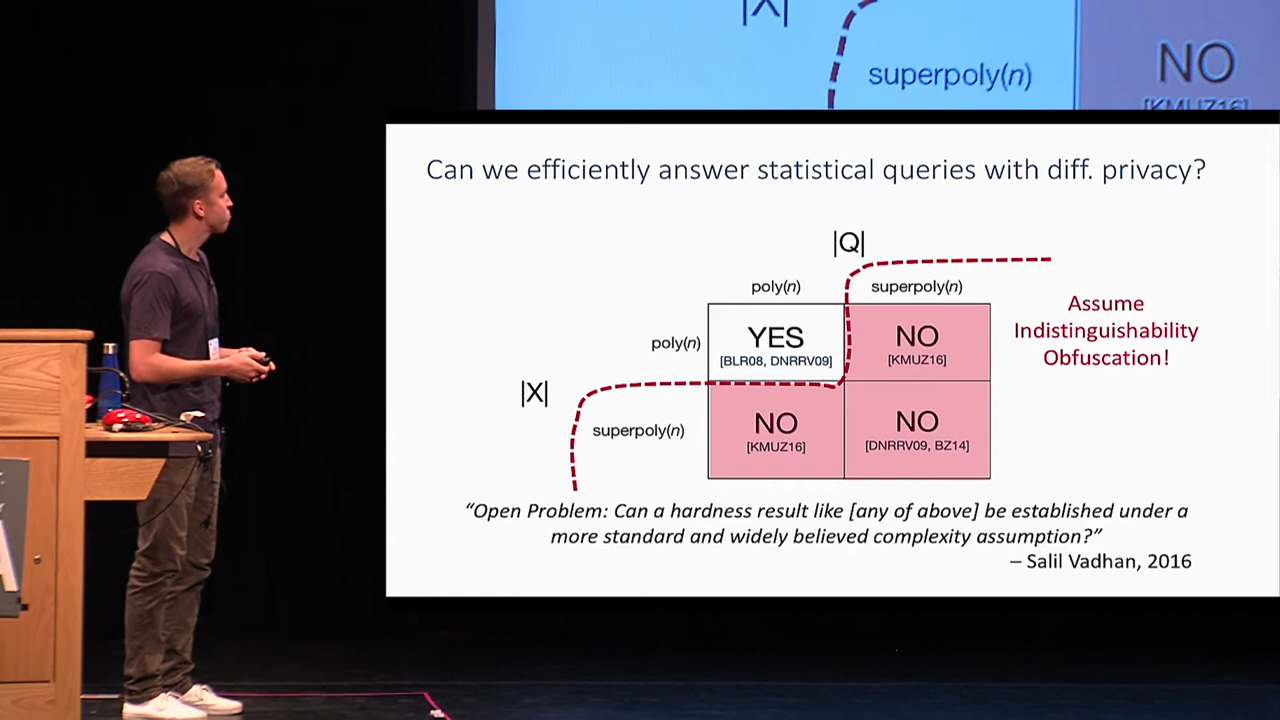 |X|
superpoly(n)
NO
[KMUZ16]
Can we efficiently answer statistical queries with diff. privacy?
|Q|
poly(n)
superpoly(n)
Assume
Indistinguishability
Obfuscation!
poly(n)
YES
[BLR08, DNRRV09]
NO
[KMUZ16]
|X|
superpoly(n)
NO
[KMUZ16]
NO
[DNRRV09, BZ14]
“Open Problem: Can a hardness result like [any of above] be established under a
more standard and widely believed complexity assumption?”
– Salil Vadhan, 2016